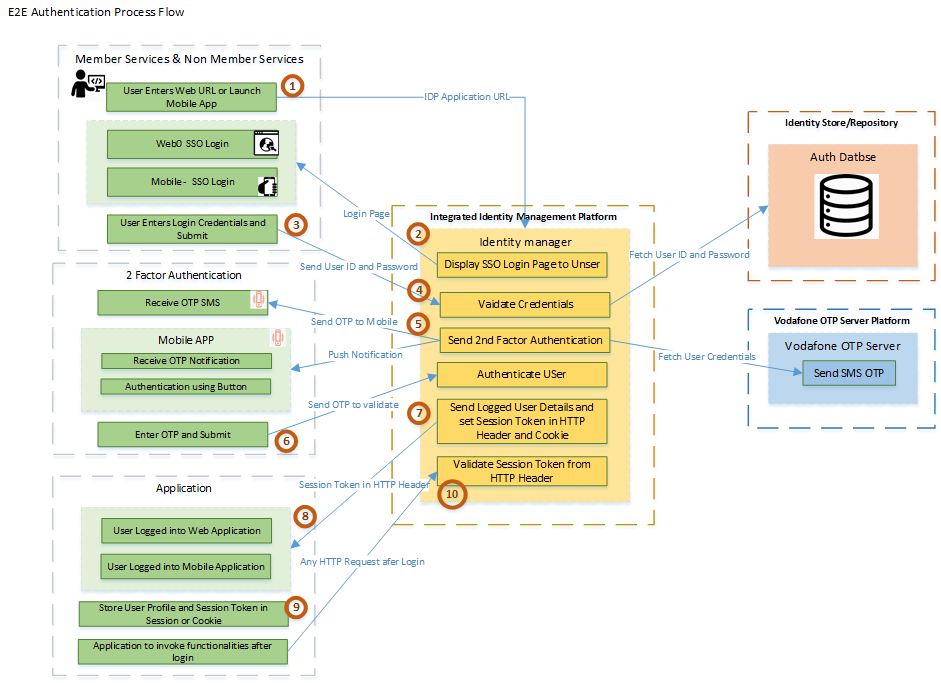 E2E Authentication Process Flow
Member Services & Non Member Services
User Enters Web URL or Launch
Mobile App
1
IDP Application URL
Web0 SSO Login
Mobile - SSO Login
User Enters Login Credentials and
Submit
3
Login Page
Send User ID and Password
2 Factor Authentication
Receive OTP SMS
Mobile APP
Receive OTP Notification
Authentication using Button
Enter OTP and Submit
6
Send OTP to Mobile
Push Notification
Send OTP to validate
Application
User Logged into Web Application
User Logged into Mobile Application
8
Store User Profile and Session Token in
Session or Cookie
9
Application to invoke functionalities after
login
Session Token in HTTP Header
Any HTTP Request afer Login
Integrated Identity Management Platform
2
Identity manager
Display SSO Login Page to Unser
4
Vaidate Credentials
5
Send 2nd Factor Authentication
Authenticate USer
7
Send Logged User Details and
set Session Token in HTTP
Header and Cookie
Validate Session Token from
HTTP Header
10
Fetch User ID and Password
Fetch User Credentials
Identity Store/Repository
Auth Datbse
Vodafone OTP Server Platform
Vodafone OTP Server
Send SMS OTP